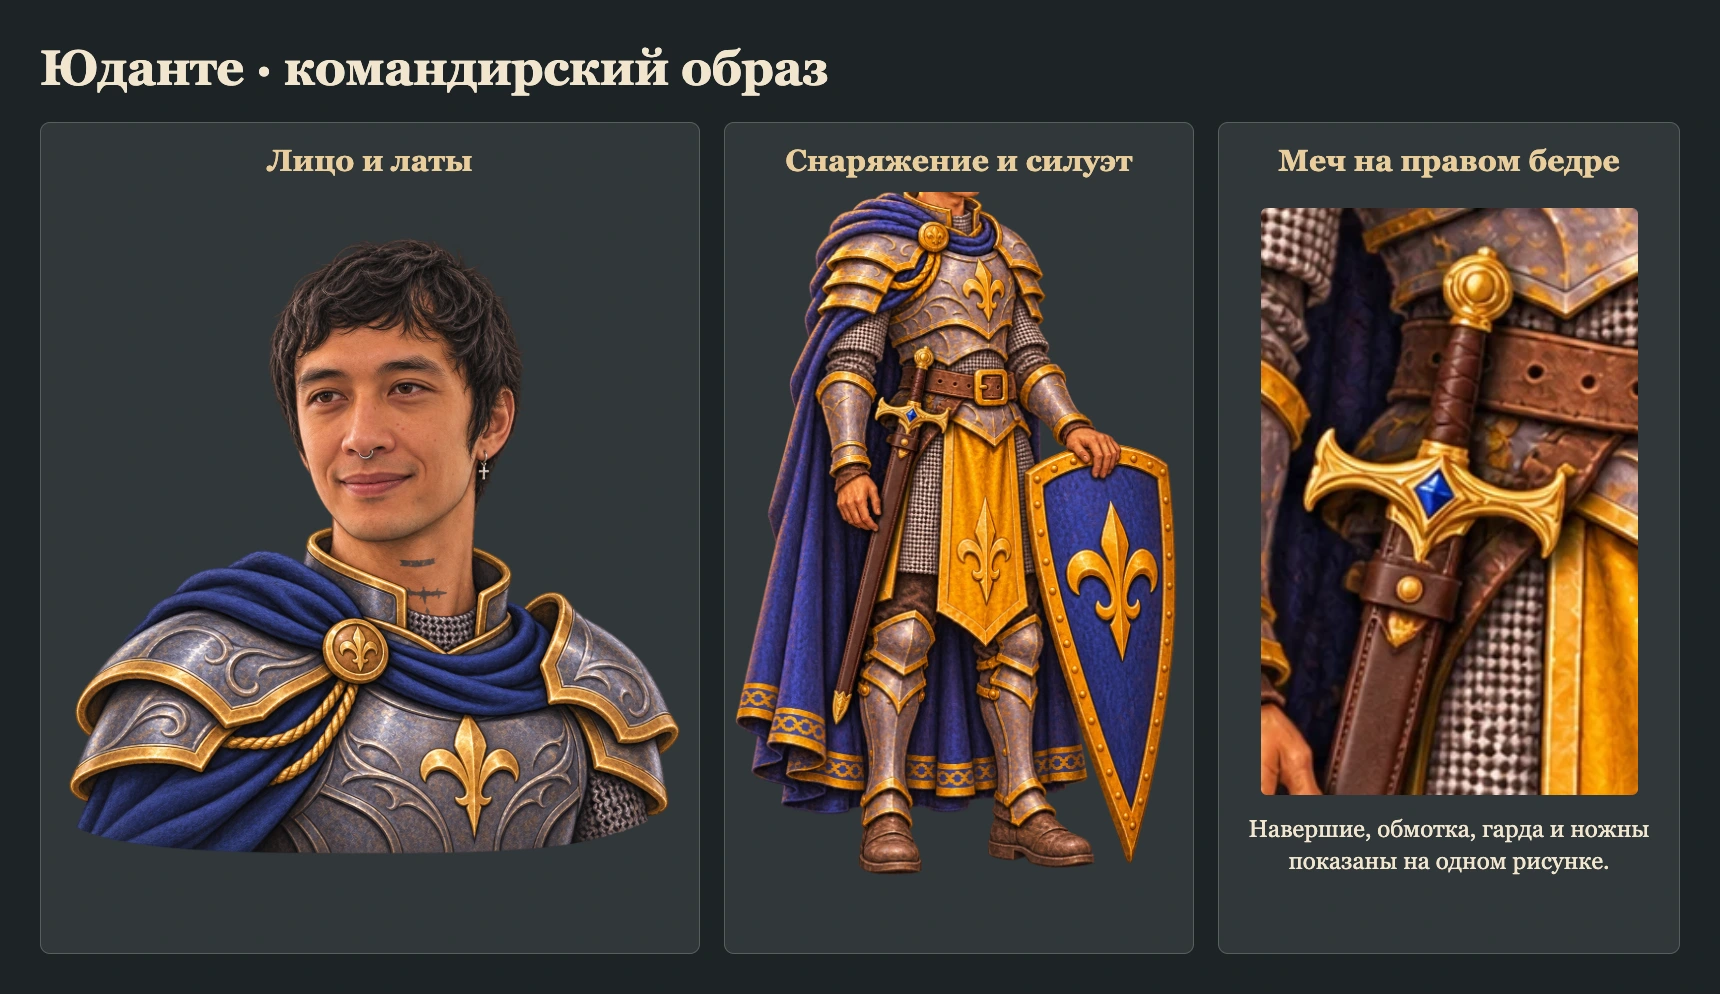 Юданте · командирский образ
Лицо и латы
Снаряжение и силуэт
Меч на правом бедре
Навершие, обмотка, гарда и ножны
показаны на одном рисунке.